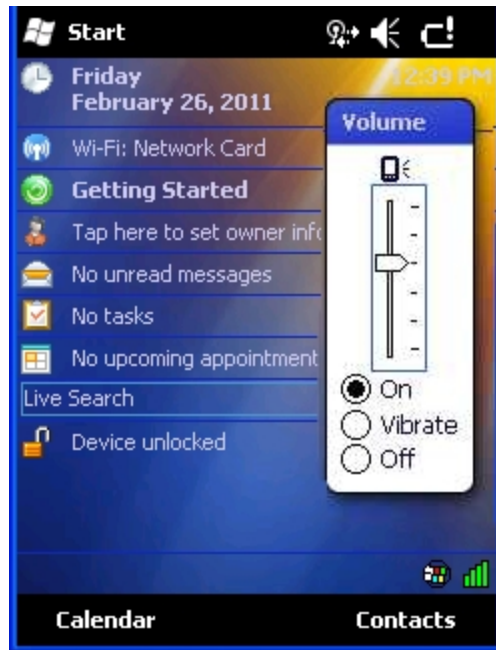 Start
Friday
February 26, 2011
12:39 PM
Volume
Wi-Fi: Network Card
Getting Started
Tap here to set owner info
No unread messages
No tasks
No upcoming appointment
Live Search
On
Vibrate
Off
Device unlocked
Calendar
Contacts